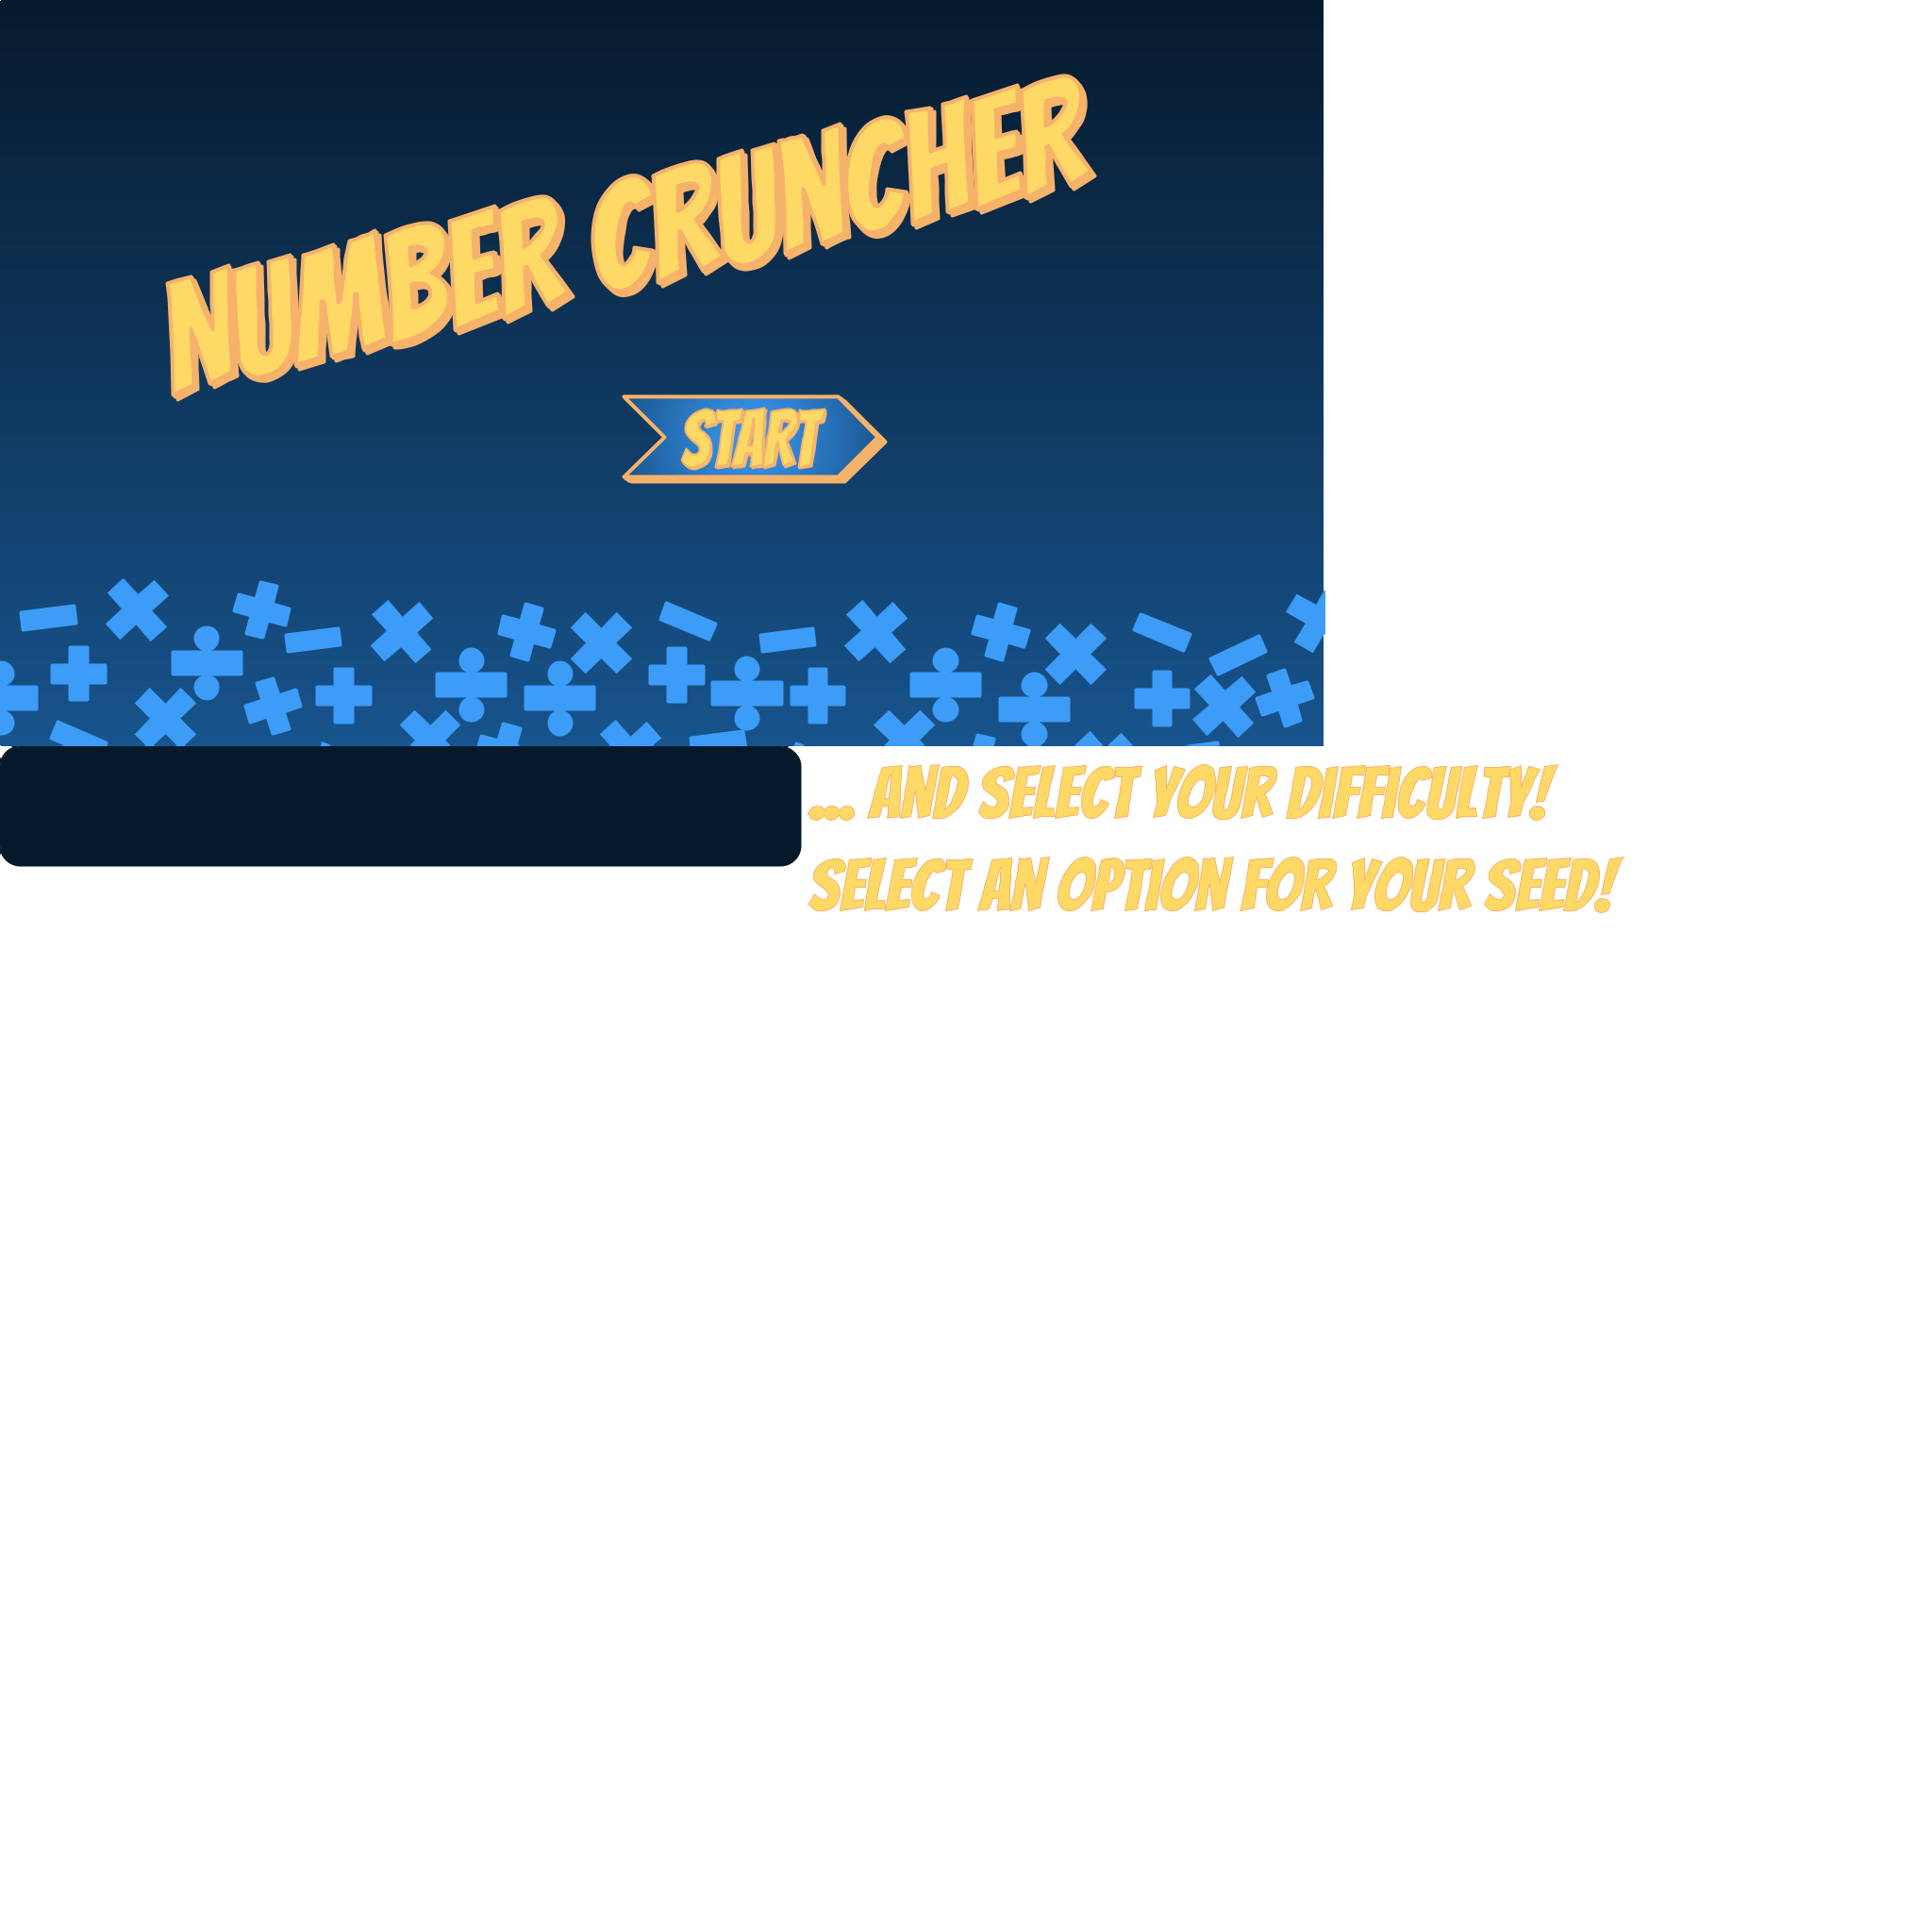 NUMBER CRUNCHER
START
... AND SELECT YOUR DIFFICULTY!
SELECT AN OPTION FOR YOUR SEED!